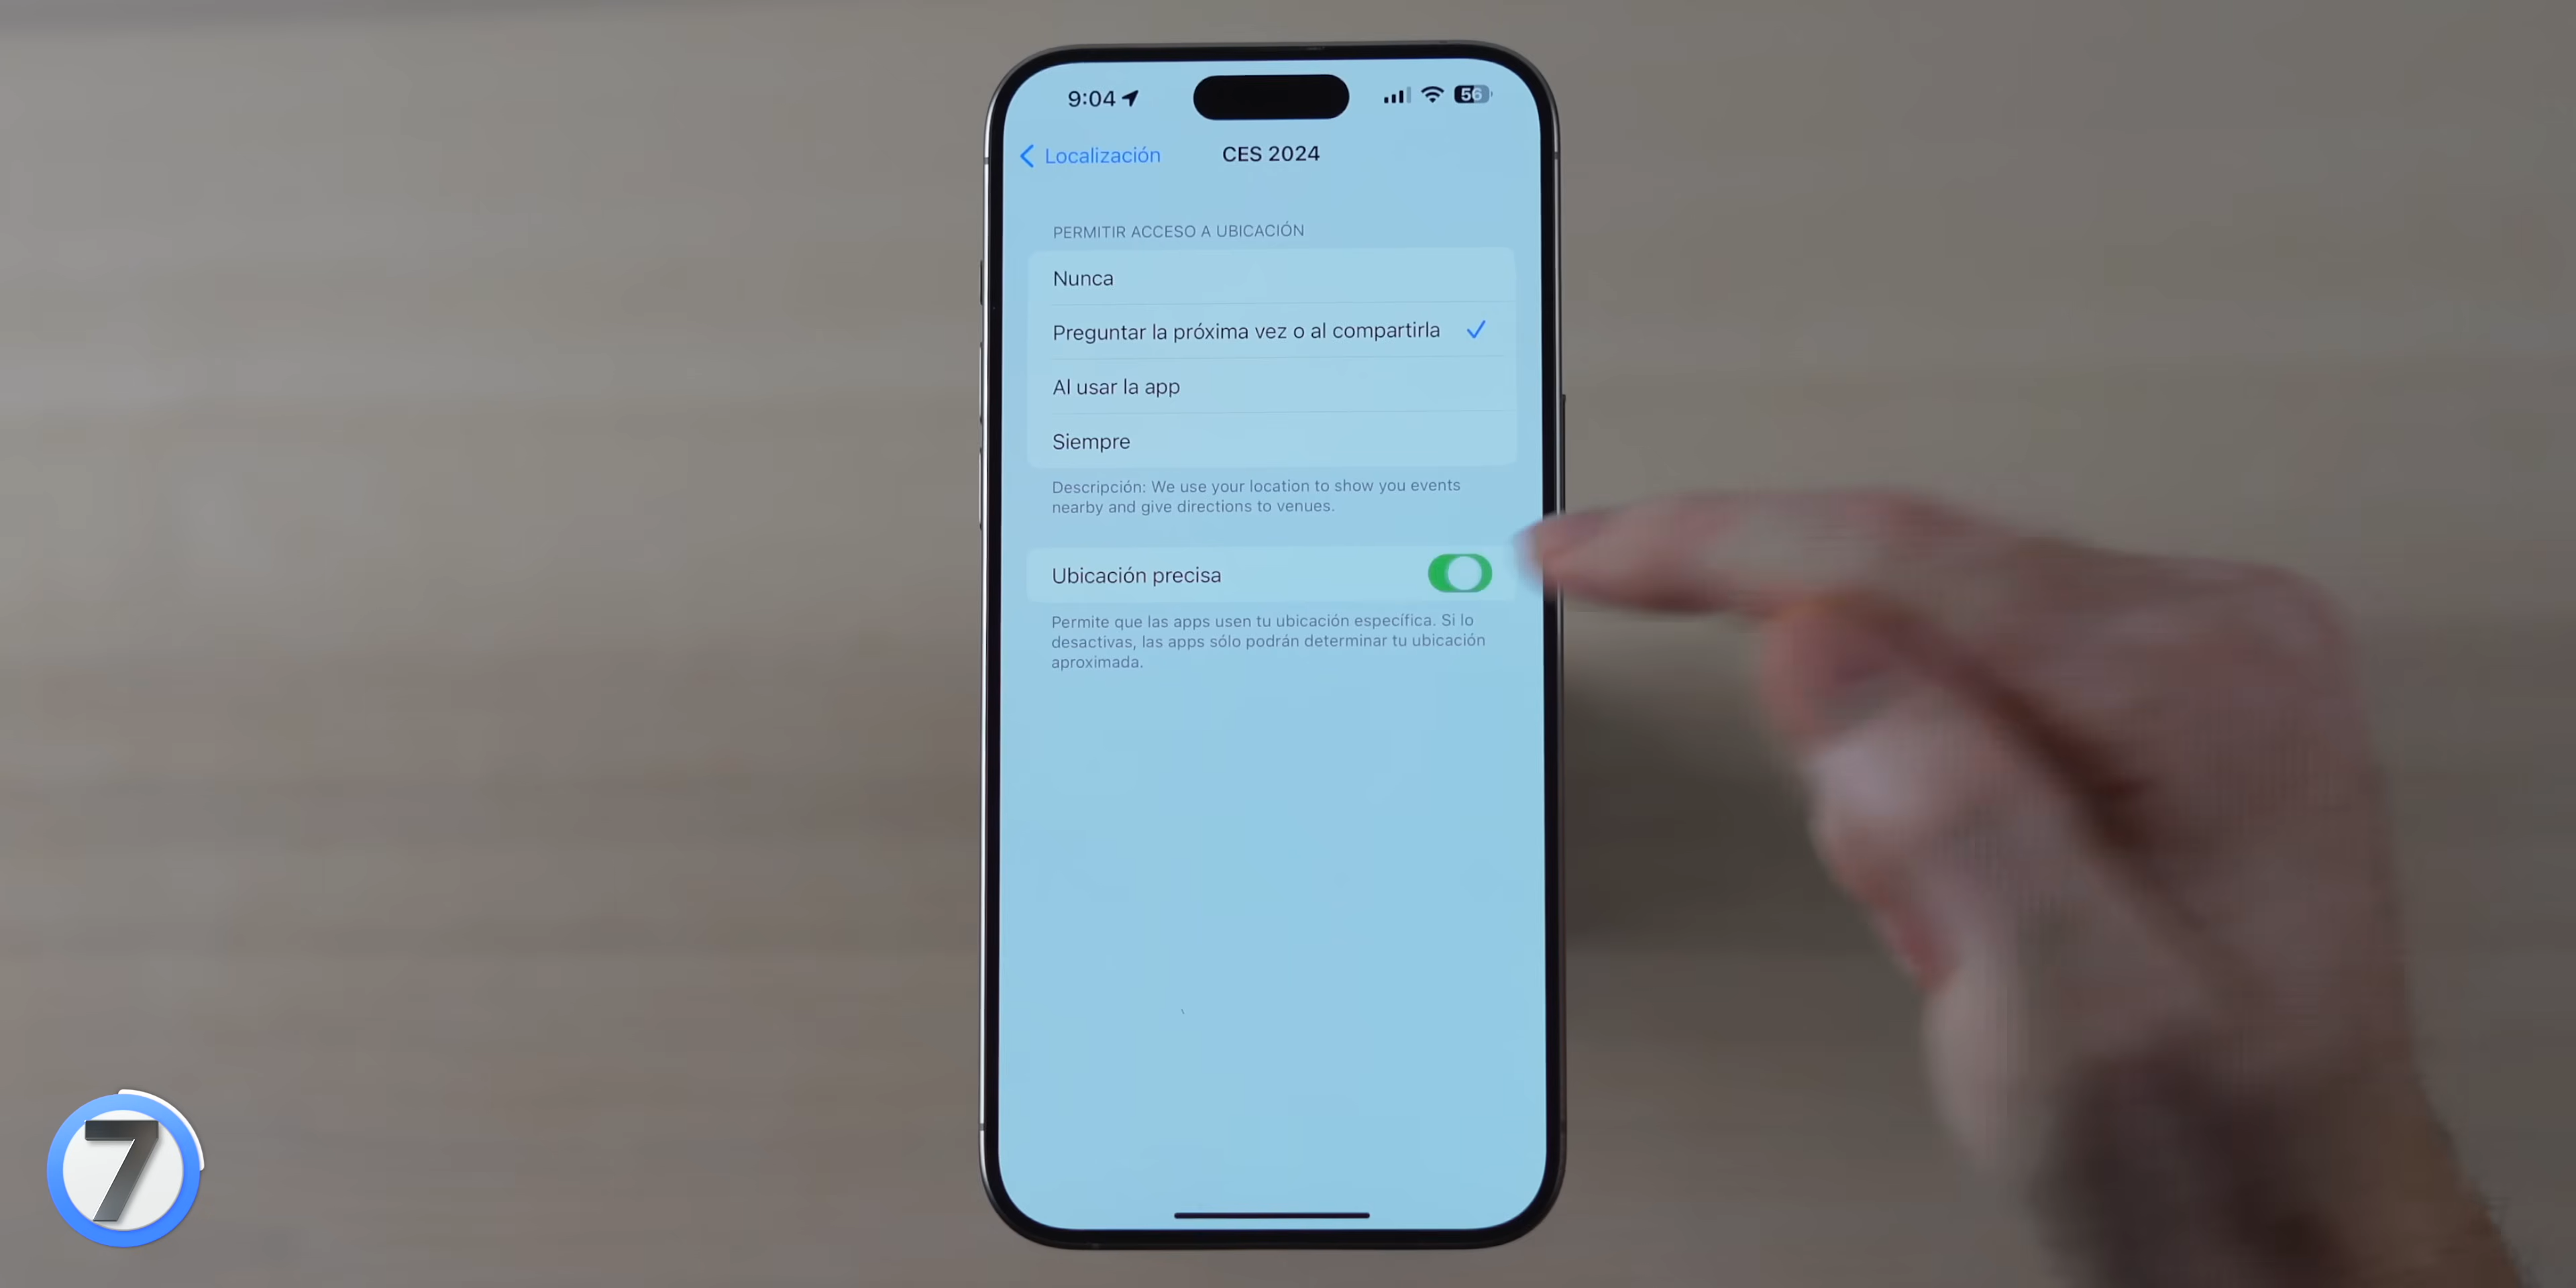 9:04
56
Localización
CES 2024
PERMITIR ACCESO A UBICACIÓN
Nunca
Preguntar la próxima vez o al compartirla
Al usar la app
Siempre
Descripción: We use your location to show you events
nearby and give directions to venues.
Ubicación precisa
Permite que las apps usen tu ubicación específica. Si lo
desactivas, las apps sólo podrán determinar tu ubicación
aproximada.
7